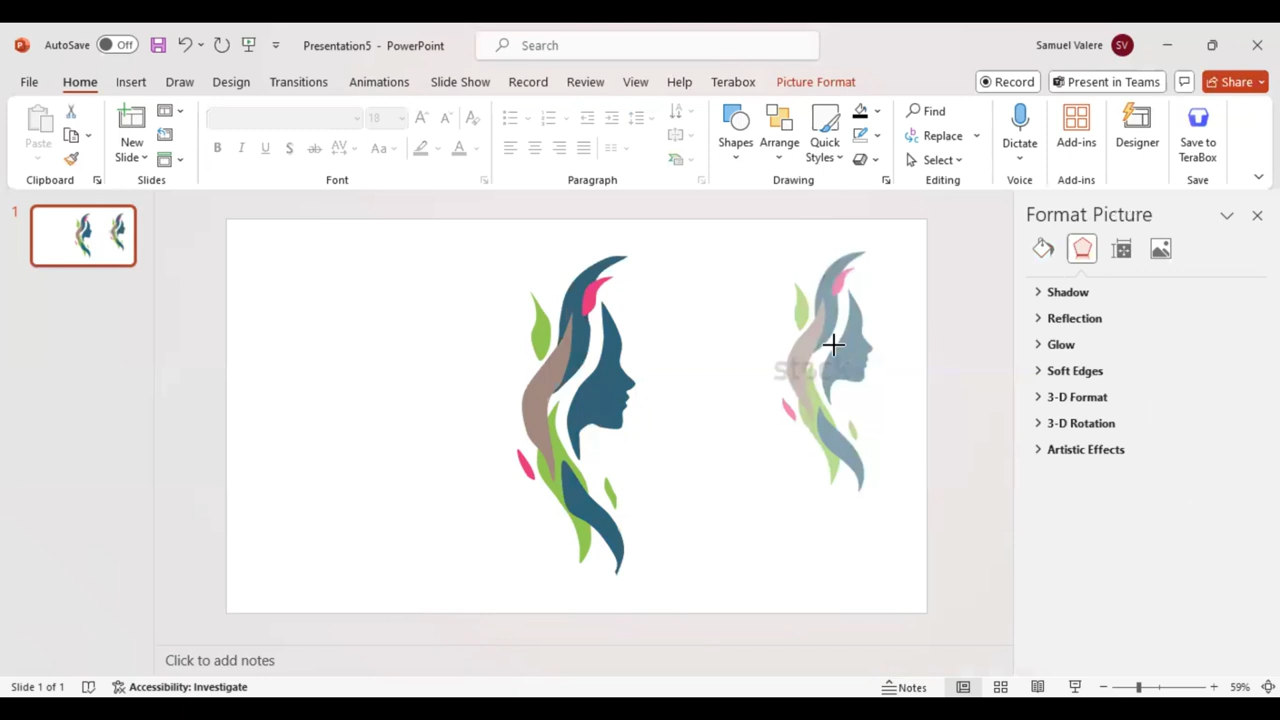 AutoSave Off Presentation5 - PowerPoint Search Samuel Valere SV
File Home Insert Draw Design Transitions Animations Slide Show Record Review View Help Terabox Picture Format Record Present in Teams Share
Paste
New
Slide
18
Aa
Shapes
Arrange
Quick
Styles
Find
Replace
Select
Dictate
Add-ins
Designer
Save to
TeraBox
Clipboard Slides Font Paragraph Drawing Editing Voice Add-ins Save
1
Format Picture
Shadow
Reflection
Glow
Soft Edges
3-D Format
3-D Rotation
Artistic Effects
Click to add notes
Slide 1 of 1 Accessibility: Investigate Notes 59%